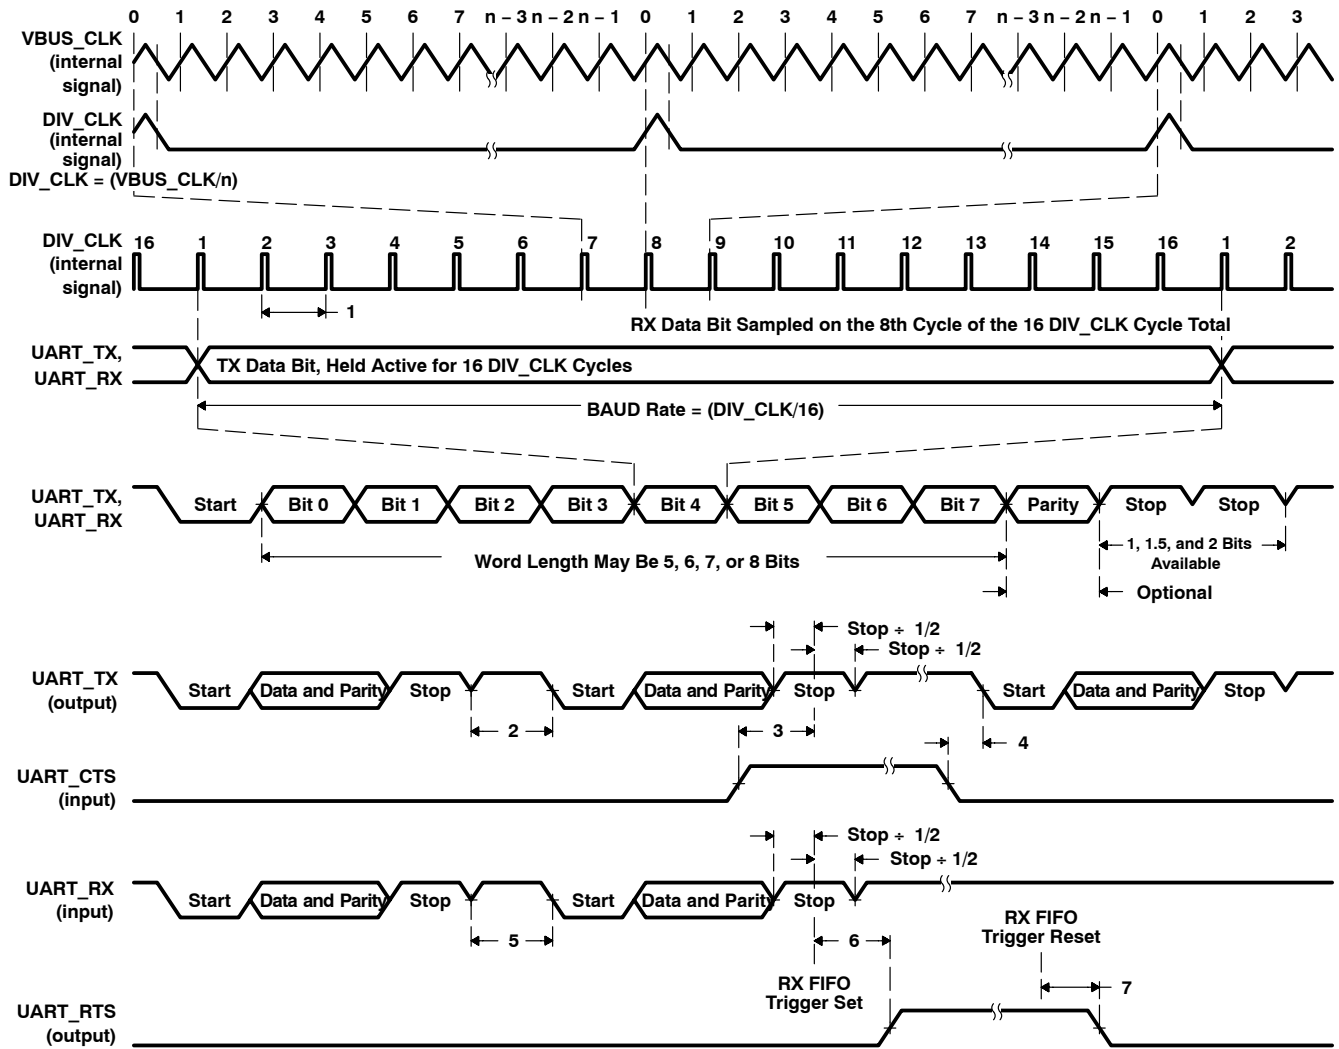 0 1 2 3 4 5 6 7 n – 3 n – 2 n – 1 0 1 2 3 4 5 6 7 n – 3 n – 2 n – 1 0 1 2 3
VBUS_CLK
(internal
signal)
DIV_CLK
(internal
signal)
DIV_CLK = (VBUS_CLK/n)
DIV_CLK
(internal
signal)
16 1 2 3 4 5 6 7 8 9 10 11 12 13 14 15 16 1 2
1
RX Data Bit Sampled on the 8th Cycle of the 16 DIV_CLK Cycle Total
UART_TX,
UART_RX
TX Data Bit, Held Active for 16 DIV_CLK Cycles
BAUD Rate = (DIV_CLK/16)
UART_TX,
UART_RX
Start Bit 0 Bit 1 Bit 2 Bit 3 Bit 4 Bit 5 Bit 6 Bit 7 Parity Stop Stop
Word Length May Be 5, 6, 7, or 8 Bits
1, 1.5, and 2 Bits
Available
Optional
Stop ÷ 1/2
Stop ÷ 1/2
UART_TX
(output)
Start Data and Parity Stop Start Data and Parity Stop Start Data and Parity Stop
2 3 4
UART_CTS
(input)
Stop ÷ 1/2
Stop ÷ 1/2
UART_RX
(input)
Start Data and Parity Stop Start Data and Parity Stop
5 6
RX FIFO
Trigger Reset
RX FIFO
Trigger Set
7
UART_RTS
(output)